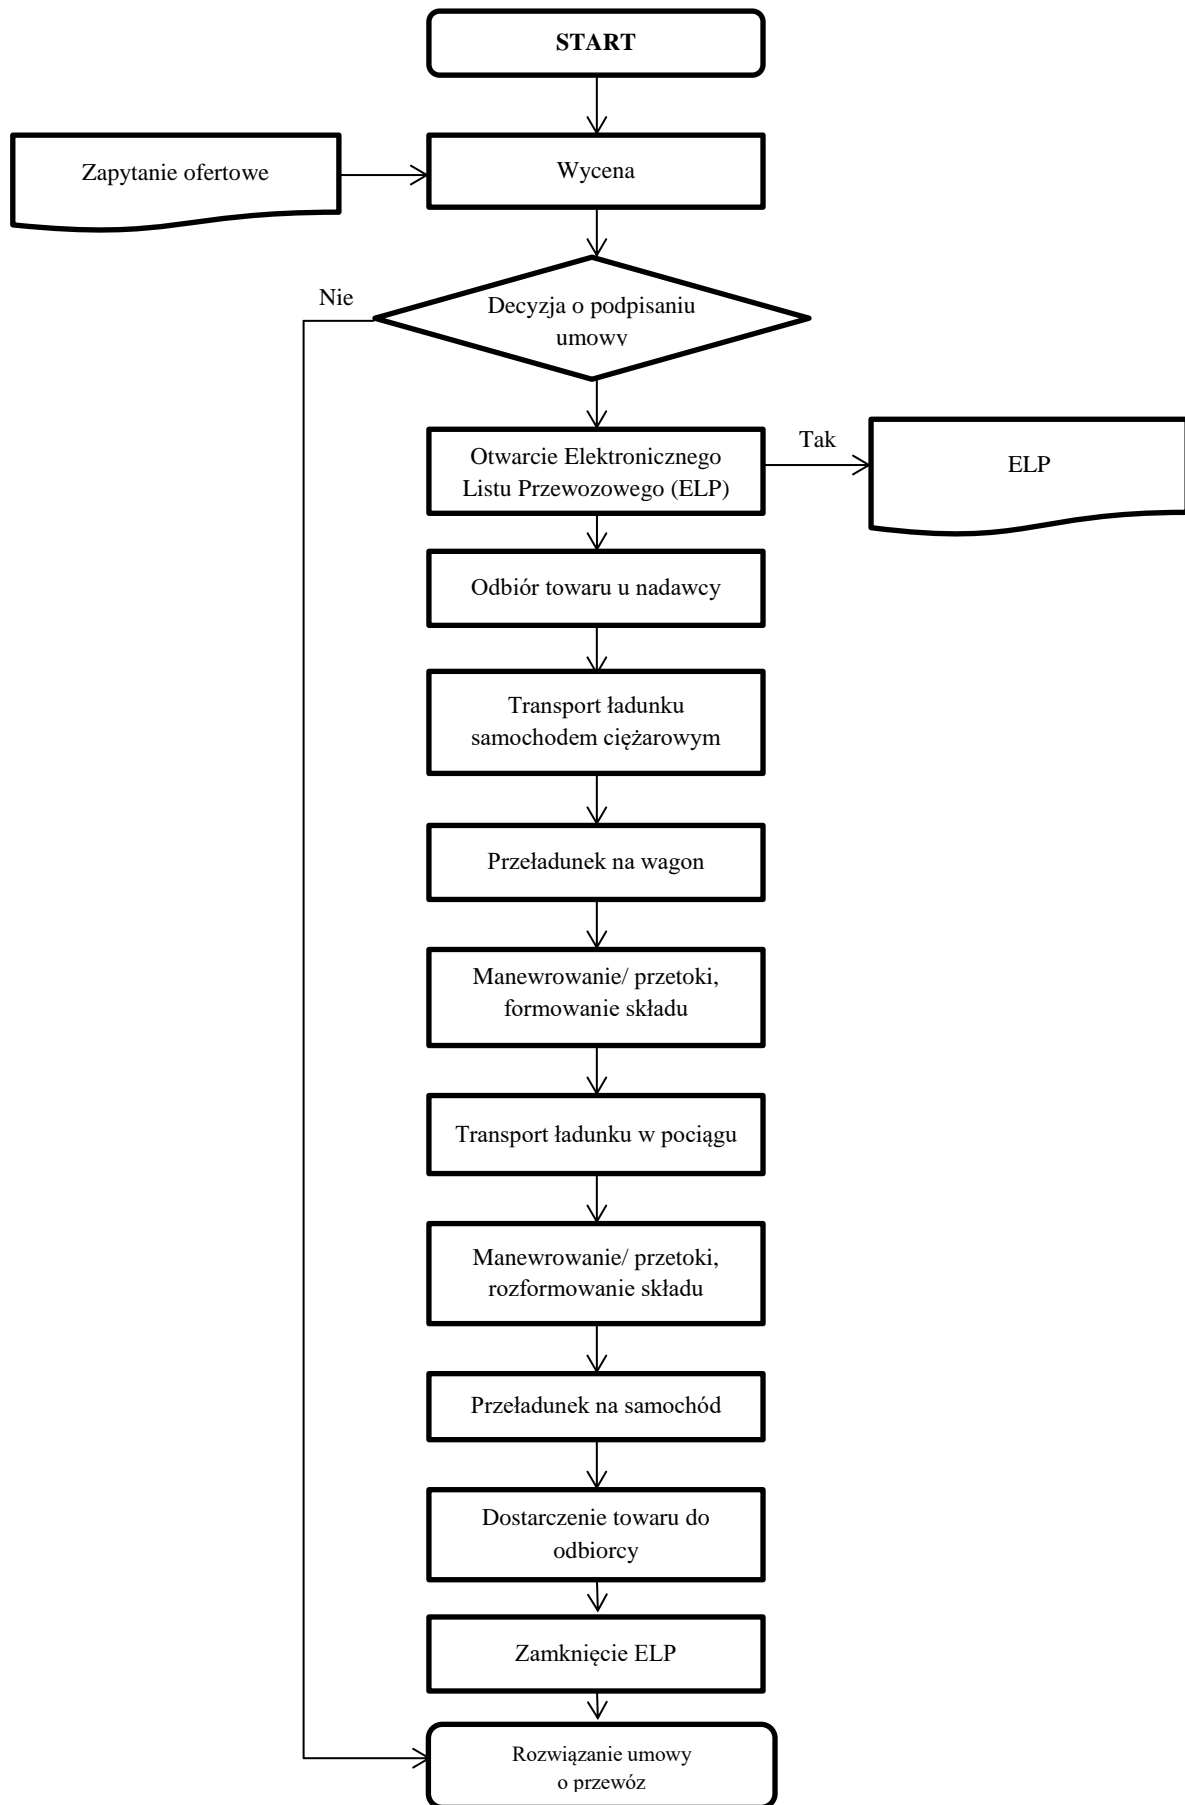 START
Zapytanie ofertowe
Wycena
Nie
Decyzja o podpisaniu
umowy
Otwarcie Elektronicznego
Listu Przewozowego (ELP)
Tak
ELP
Odbiór towaru u nadawcy
Transport ładunku
samochodem ciężarowym
Przeładunek na wagon
Manewrowanie/ przetoki,
formowanie składu
Transport ładunku w pociągu
Manewrowanie/ przetoki,
rozformowanie składu
Przeładunek na samochód
Dostarczenie towaru do
odbiorcy
Zamknięcie ELP
Rozwiązanie umowy
o przewóz